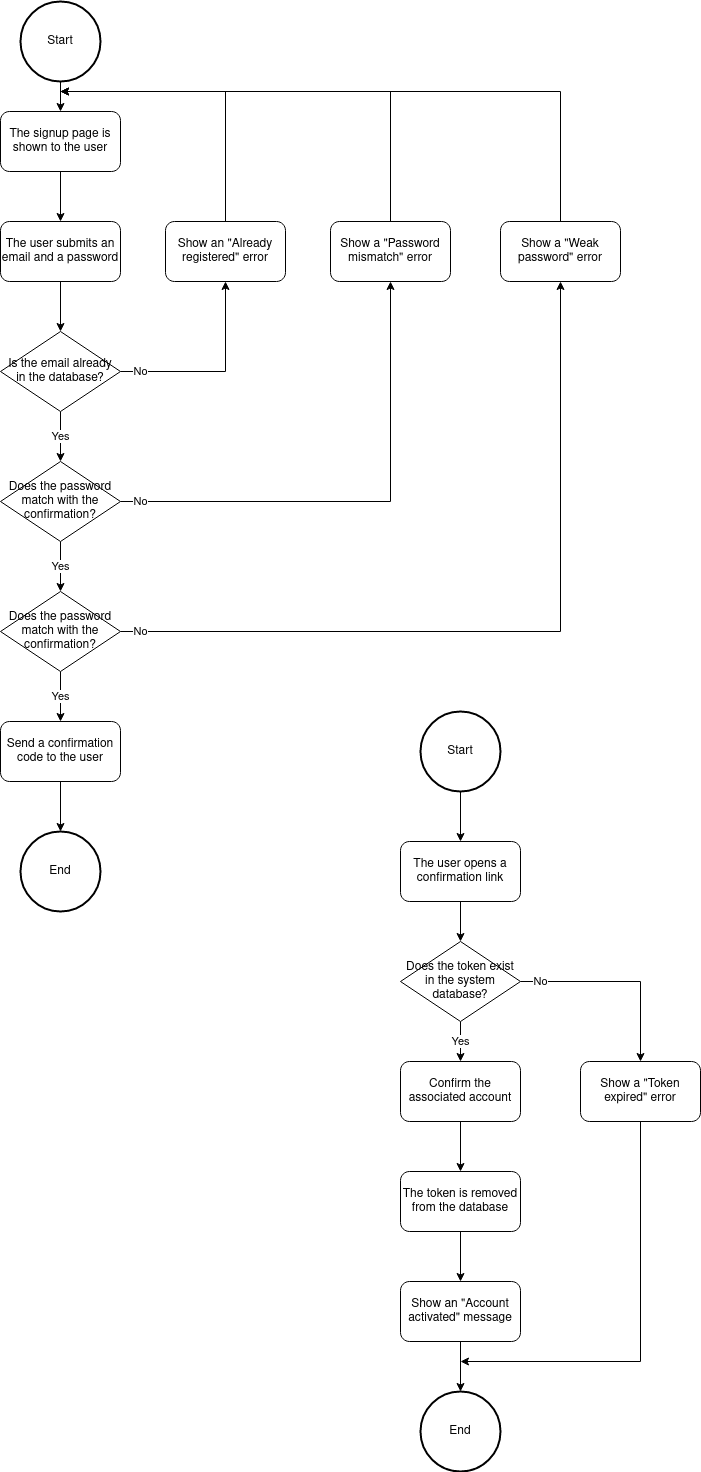 Start
The signup page is
shown to the user
The user submits an
email and a password
Show an "Already
registered" error
Show a "Password
mismatch" error
Show a "Weak
password" error
Is the email already
in the database?
No
Yes
Does the password
match with the
confirmation?
No
Yes
Does the password
match with the
confirmation?
No
Yes
Send a confirmation
code to the user
End
Start
The user opens a
confirmation link
Does the token exist
in the system
database?
No
Yes
Confirm the
associated account
Show a "Token
expired" error
The token is removed
from the database
Show an "Account
activated" message
End